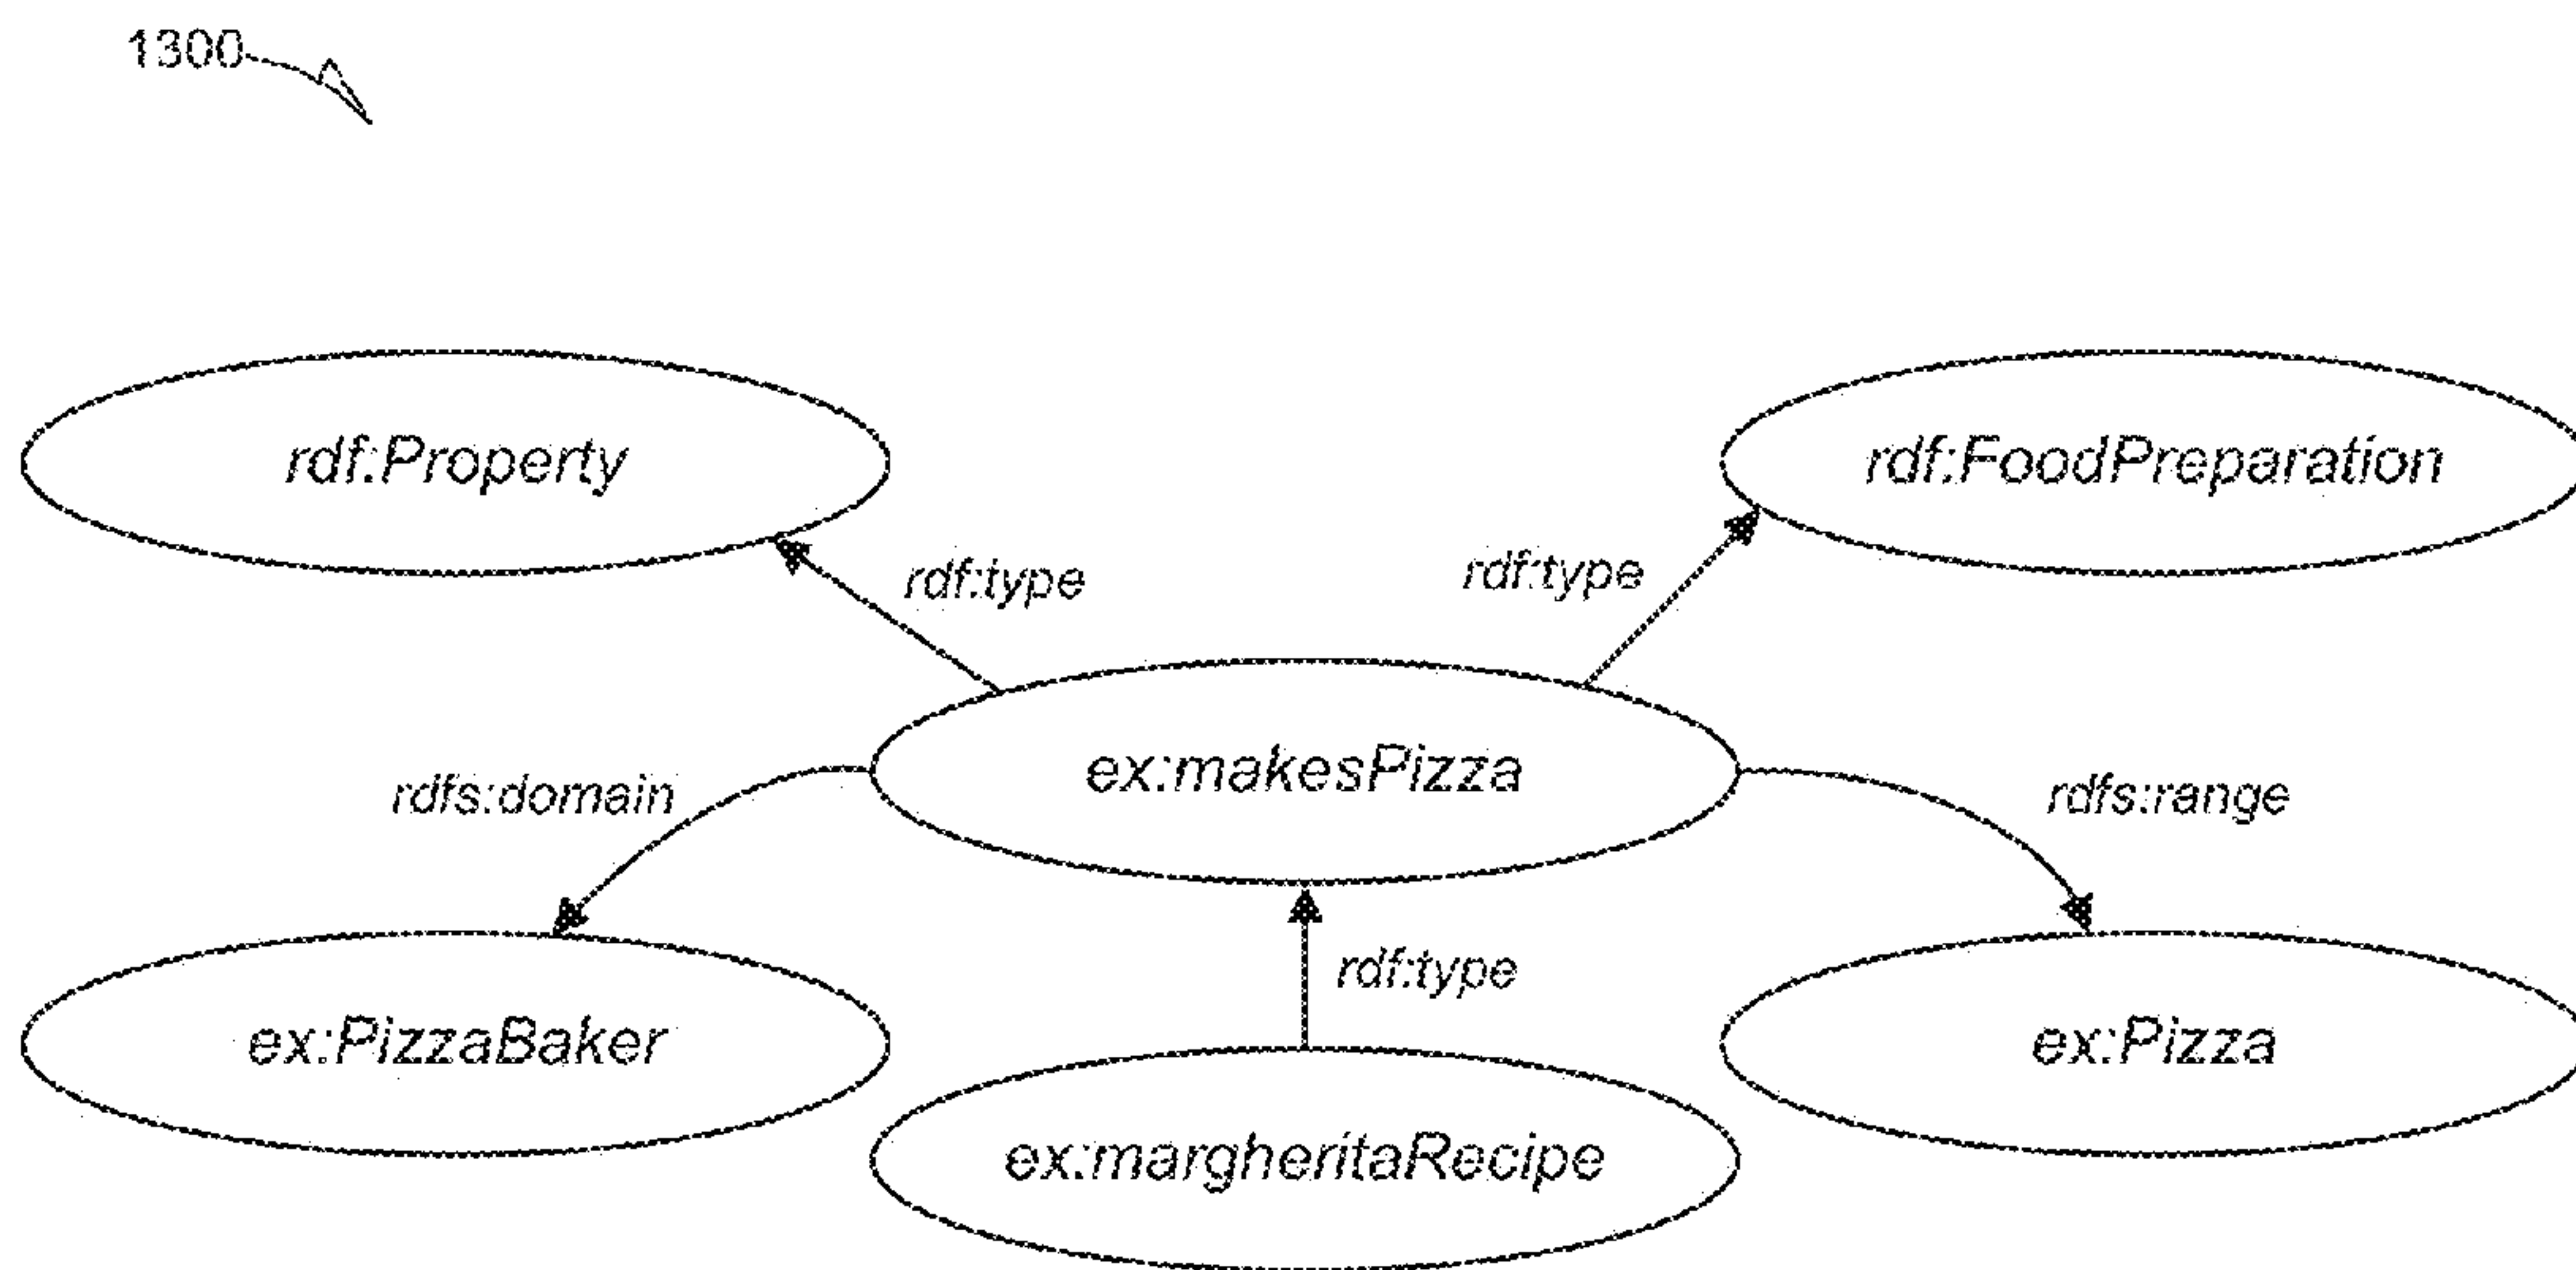 1300
rdf:Property
rdf:FoodPreparation
rdf:type
rdf:type
ex:makesPizza
rdfs:domain
rdfs:range
rdf:type
ex:PizzaBaker
ex:Pizza
ex:margheritaRecipe